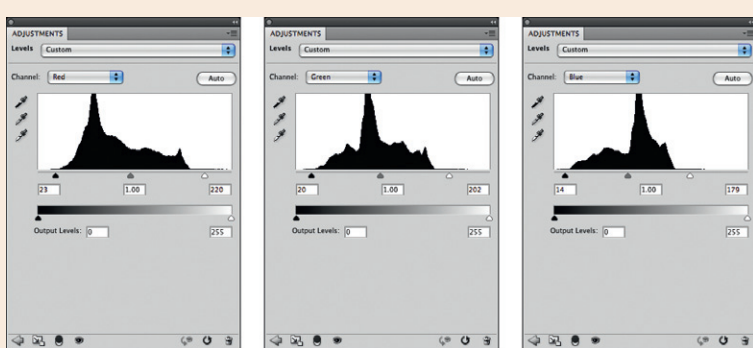 ADJUSTMENTS
Levels Custom
Channel: Red Auto
23 1.00 220
Output Levels: 0 255
ADJUSTMENTS
Levels Custom
Channel: Green Auto
20 1.00 202
Output Levels: 0 255
ADJUSTMENTS
Levels Custom
Channel: Blue Auto
14 1.00 179
Output Levels: 0 255